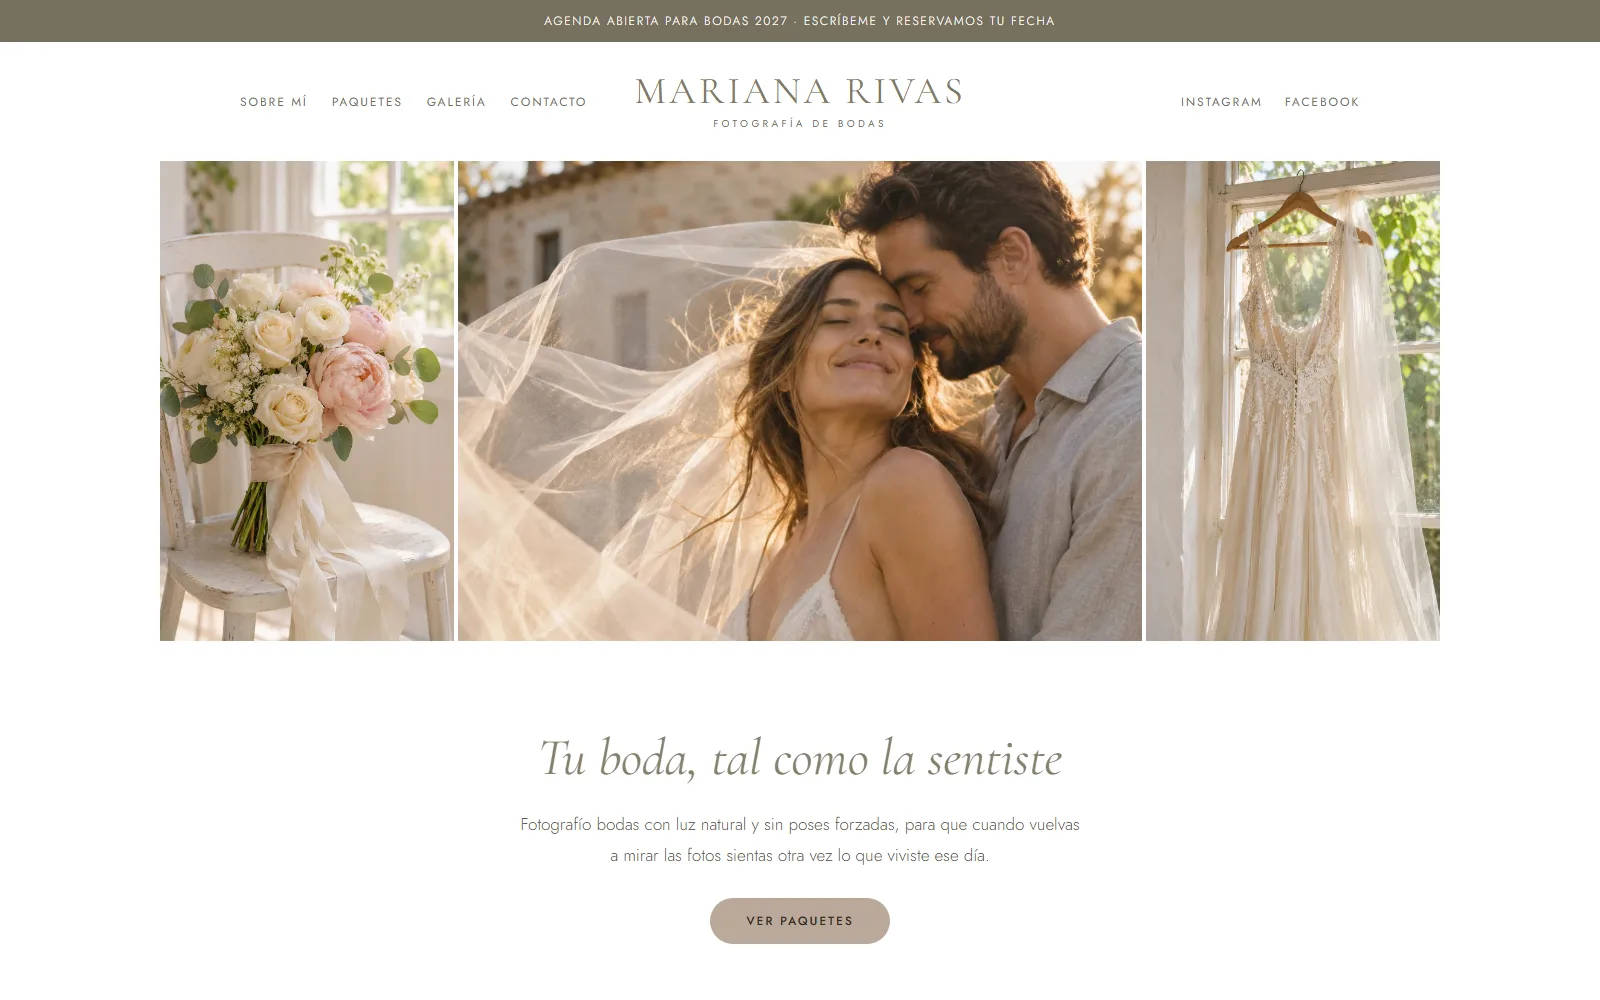 AGENDA ABIERTA PARA BODAS 2027 · ESCRÍBEME Y RESERVAMOS TU FECHA
SOBRE MÍ PAQUETES GALERÍA CONTACTO
MARIANA RIVAS
FOTOGRAFÍA DE BODAS
INSTAGRAM FACEBOOK
Tu boda, tal como la sentiste
Fotografío bodas con luz natural y sin poses forzadas, para que cuando vuelvas
a mirar las fotos sientas otra vez lo que viviste ese día.
VER PAQUETES